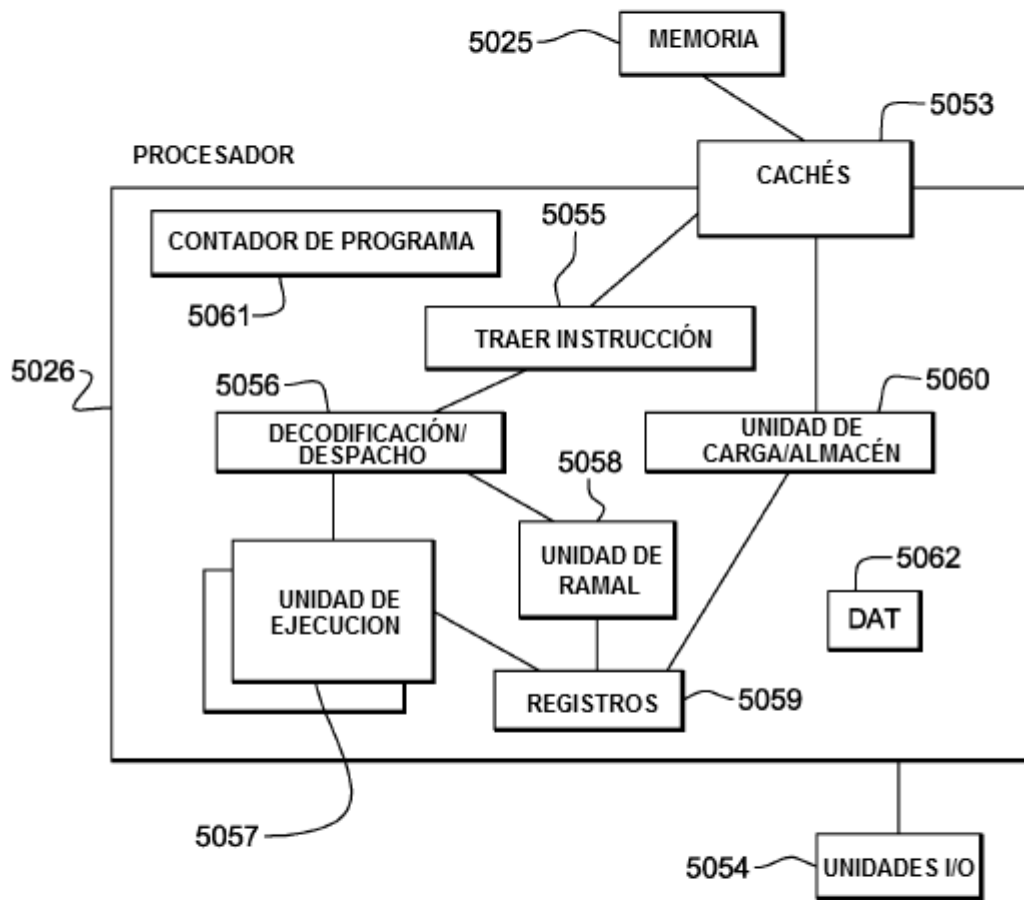 MEMORIA
5025
5053
PROCESADOR
CACHÉS
CONTADOR DE PROGRAMA
5055
5061
TRAER INSTRUCCIÓN
5026
5056
5060
DECODIFICACIÓN/
DESPACHO
UNIDAD DE
CARGA/ALMACÉN
5058
UNIDAD DE
RAMAL
5062
UNIDAD DE
EJECUCION
DAT
REGISTROS
5059
5057
5054
UNIDADES I/O